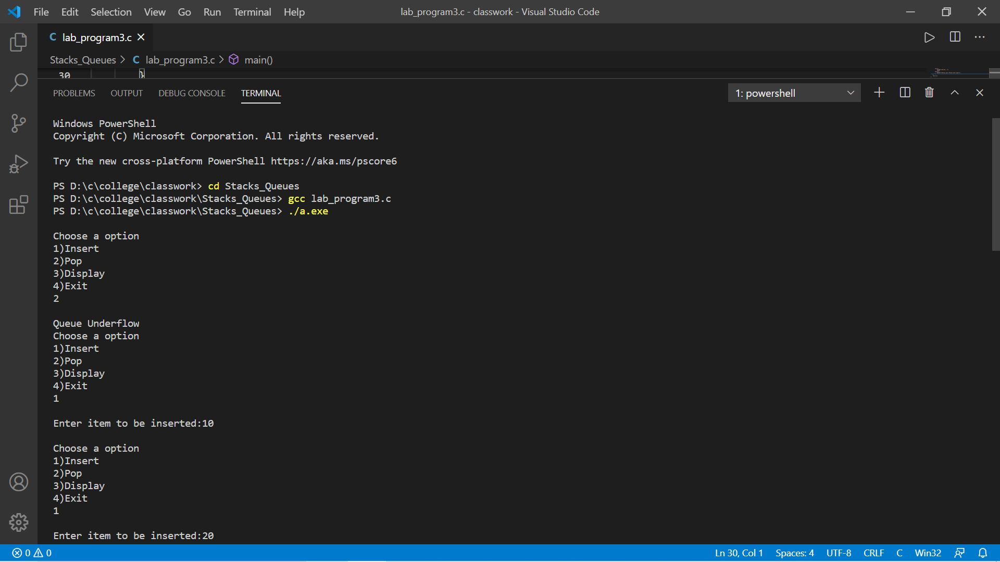 File Edit Selection View Go Run Terminal Help lab_program3.c - classwork - Visual Studio Code
C lab_program3.c
Stacks_Queues > C lab_program3.c > main()
30 }
PROBLEMS OUTPUT DEBUG CONSOLE TERMINAL 1: powershell
Windows PowerShell
Copyright (C) Microsoft Corporation. All rights reserved.
Try the new cross-platform PowerShell https://aka.ms/pscore6
PS D:\c\college\classwork> cd Stacks_Queues
PS D:\c\college\classwork\Stacks_Queues> gcc lab_program3.c
PS D:\c\college\classwork\Stacks_Queues> ./a.exe
Choose a option
1)Insert
2)Pop
3)Display
4)Exit
2
Queue Underflow
Choose a option
1)Insert
2)Pop
3)Display
4)Exit
1
Enter item to be inserted:10
Choose a option
1)Insert
2)Pop
3)Display
4)Exit
1
Enter item to be inserted:20
0 0 Ln 30, Col 1 Spaces: 4 UTF-8 CRLF C Win32